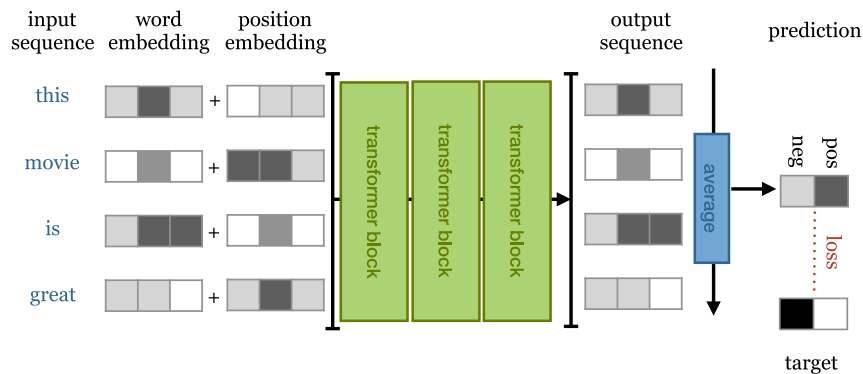 input
sequence
word
embedding
position
embedding
output
sequence
prediction
this
+
transformer block
transformer block
transformer block
movie
+
average
neg
pos
is
+
loss
great
+
target